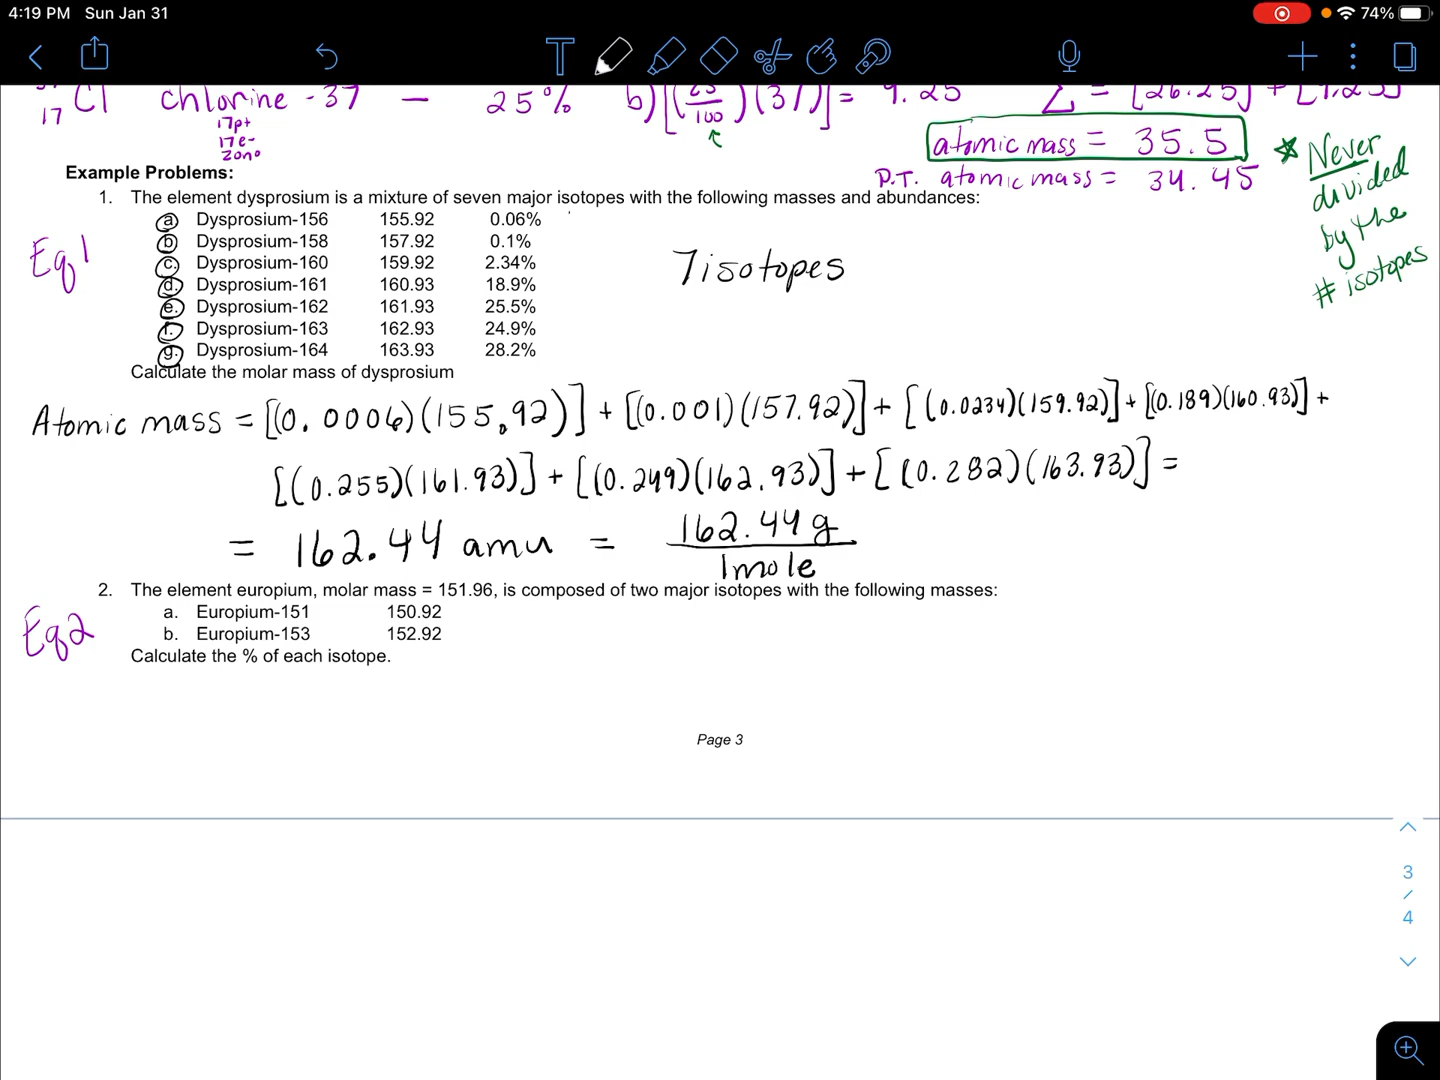 4:19 PM Sun Jan 31
74%
17 Cl chlorine - 37 — 25% b) [(25/100)(37)] = 9.25 Σ = [26.25] + [9.25]
17p+
17e-
20n°
atomic mass = 35.5
P.T. atomic mass = 34.45
* Never
divided
by the
# isotopes
Example Problems:
1. The element dysprosium is a mixture of seven major isotopes with the following masses and abundances:
Eq1
a. Dysprosium-156 155.92 0.06%
b. Dysprosium-158 157.92 0.1%
c. Dysprosium-160 159.92 2.34%
d. Dysprosium-161 160.93 18.9%
e. Dysprosium-162 161.93 25.5%
f. Dysprosium-163 162.93 24.9%
g. Dysprosium-164 163.93 28.2%
7 isotopes
Calculate the molar mass of dysprosium
Atomic mass = [(0.0006)(155.92)] + [(0.001)(157.92)] + [(0.0234)(159.92)] + [(0.189)(160.93)] +
[(0.255)(161.93)] + [(0.249)(162.93)] + [(0.282)(163.93)] =
= 162.44 amu = 162.44 g
1 mole
2. The element europium, molar mass = 151.96, is composed of two major isotopes with the following masses:
Eq2
a. Europium-151 150.92
b. Europium-153 152.92
Calculate the % of each isotope.
Page 3
3
/
4